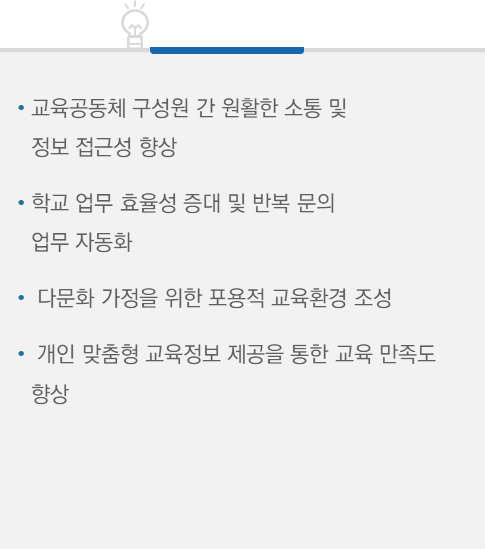 • 교육공동체 구성원 간 원활한 소통 및
정보 접근성 향상
• 학교 업무 효율성 증대 및 반복 문의
업무 자동화
• 다문화 가정을 위한 포용적 교육환경 조성
• 개인 맞춤형 교육정보 제공을 통한 교육 만족도
향상